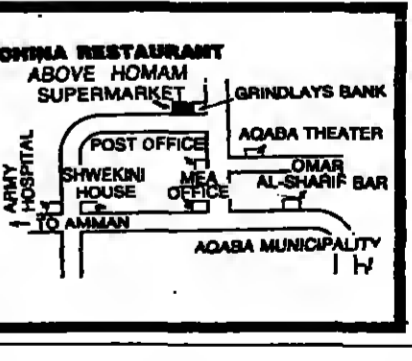 CHINA RESTAURANT
ABOVE HOMAM
SUPERMARKET
GRINDLAYS BANK
POST OFFICE
AQABA THEATER
ARMY
HOSPITAL
SHWEKINI
HOUSE
MEA
OFFICE
OMAR
AL-SHARIF BAR
TO AMMAN
AQABA MUNICIPALITY